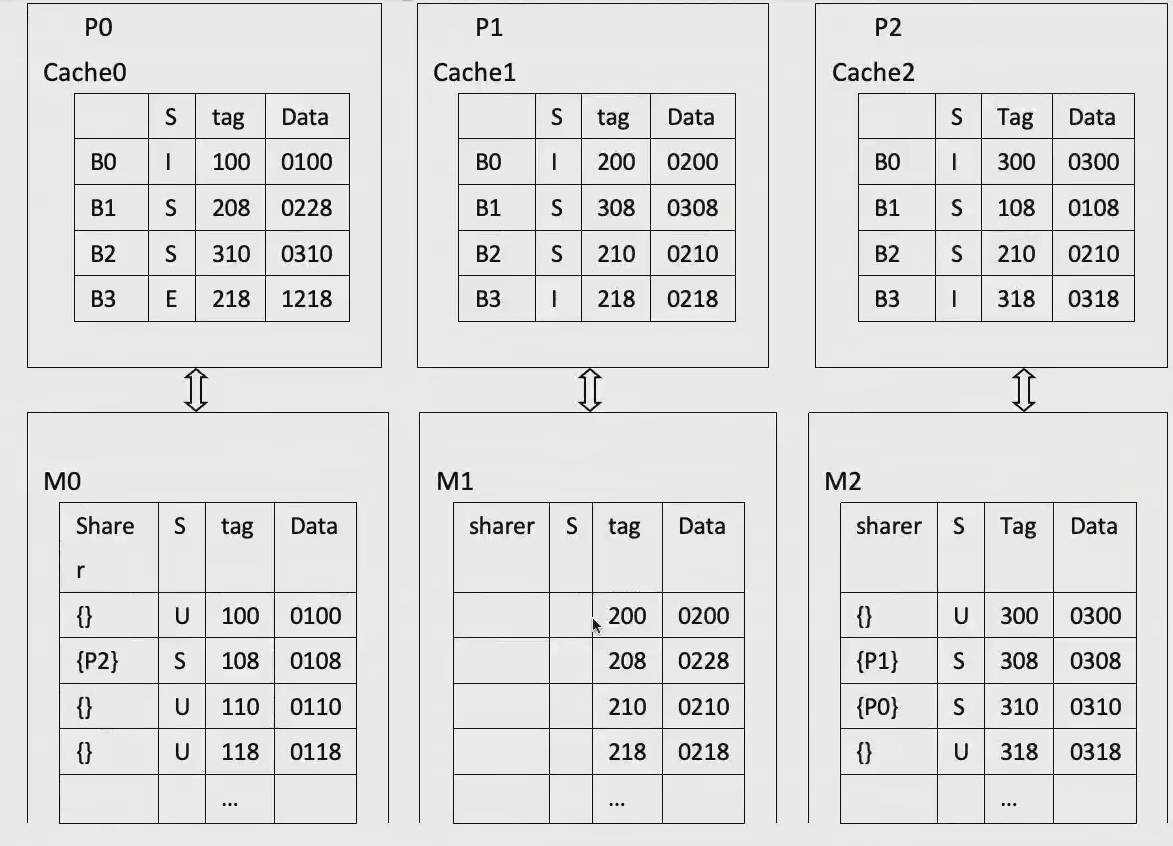 P0
Cache0
S tag Data
B0 I 100 0100
B1 S 208 0228
B2 S 310 0310
B3 E 218 1218
P1
Cache1
S tag Data
B0 I 200 0200
B1 S 308 0308
B2 S 210 0210
B3 I 218 0218
P2
Cache2
S Tag Data
B0 I 300 0300
B1 S 108 0108
B2 S 210 0210
B3 I 318 0318
M0
Share S tag Data
r
{} U 100 0100
{P2} S 108 0108
{} U 110 0110
{} U 118 0118
...
M1
sharer S tag Data
200 0200
208 0228
210 0210
218 0218
...
M2
sharer S Tag Data
{} U 300 0300
{P1} S 308 0308
{P0} S 310 0310
{} U 318 0318
...